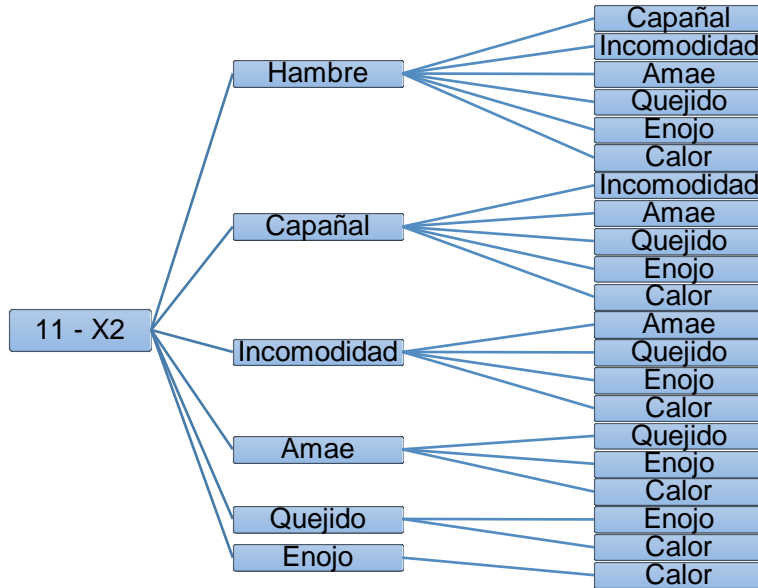 11 - X2
Hambre
Capañal
Incomodidad
Amae
Quejido
Enojo
Calor
Capañal
Incomodidad
Amae
Quejido
Enojo
Calor
Incomodidad
Amae
Quejido
Enojo
Calor
Amae
Quejido
Enojo
Calor
Quejido
Enojo
Calor
Enojo
Calor